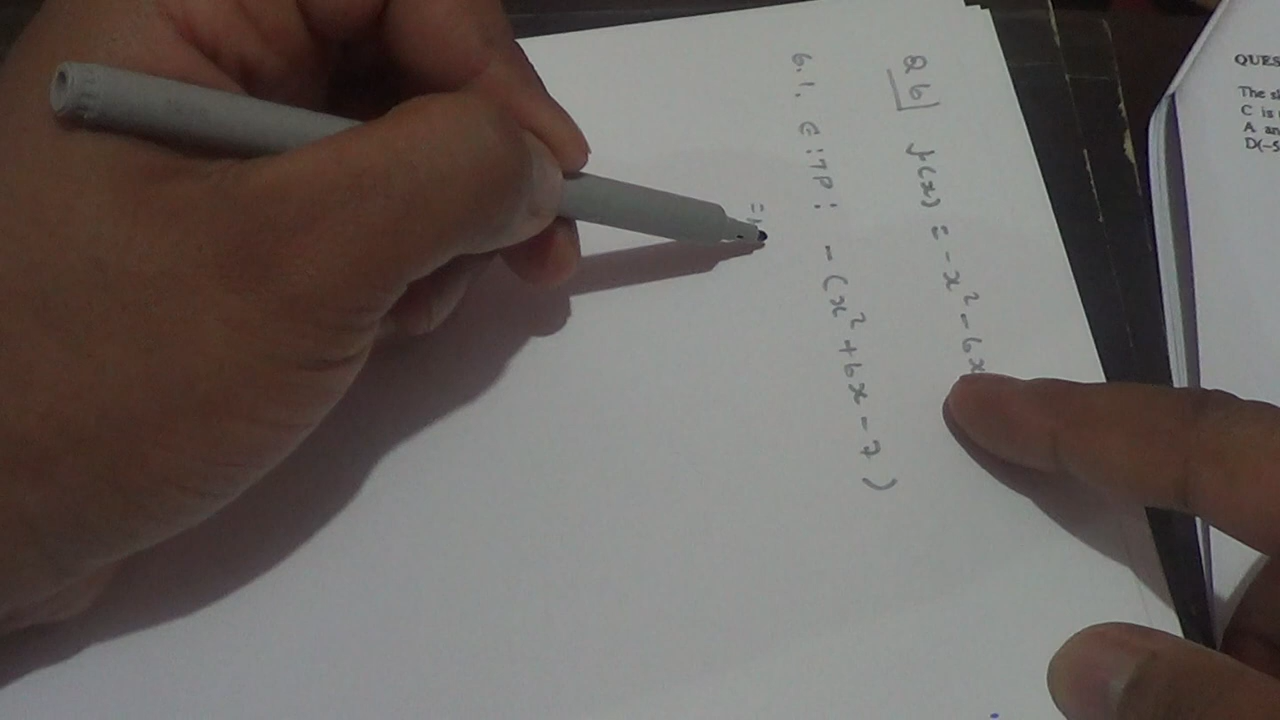 Q6 f(x) = -x² - 6x
6.1. C : TP : - (x² + 6x - 7)
= -
QUES
The s
C is
A an
D(-5